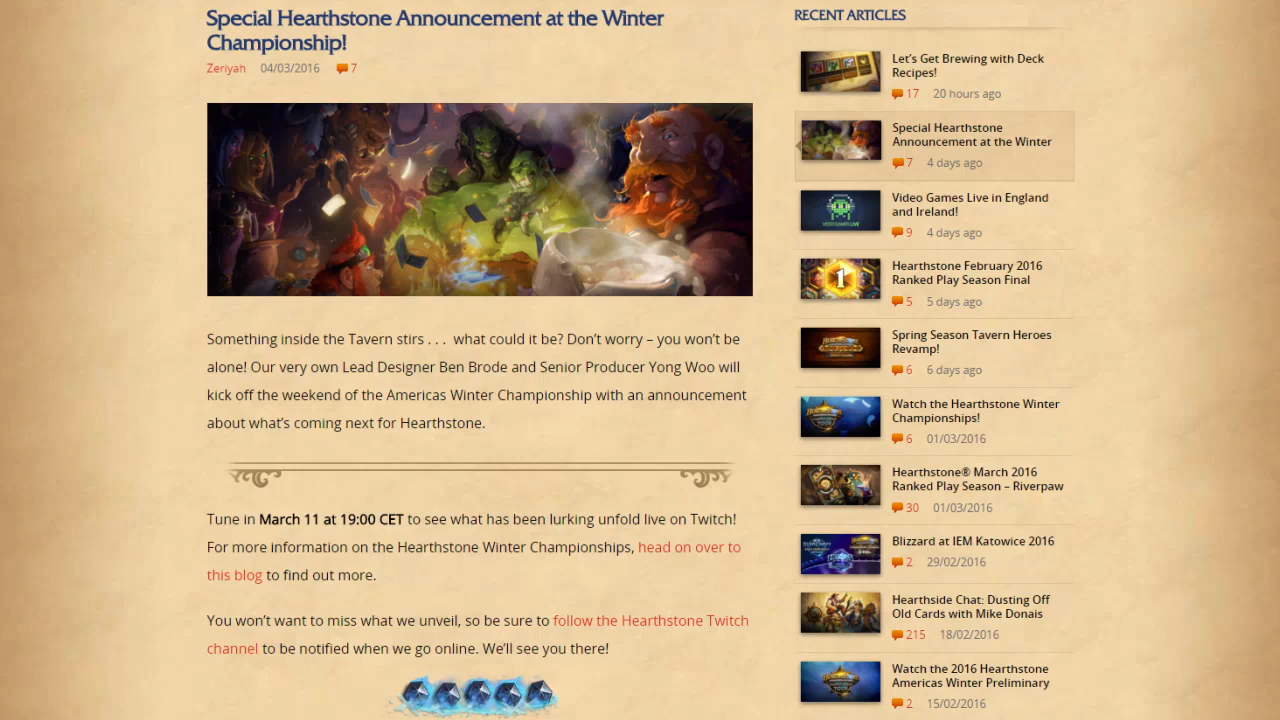 Special Hearthstone Announcement at the Winter
Championship!
Zeriyah 04/03/2016 7
Something inside the Tavern stirs . . . what could it be? Don't worry – you won't be
alone! Our very own Lead Designer Ben Brode and Senior Producer Yong Woo will
kick off the weekend of the Americas Winter Championship with an announcement
about what's coming next for Hearthstone.
Tune in March 11 at 19:00 CET to see what has been lurking unfold live on Twitch!
For more information on the Hearthstone Winter Championships, head on over to
this blog to find out more.
You won't want to miss what we unveil, so be sure to follow the Hearthstone Twitch
channel to be notified when we go online. We'll see you there!
RECENT ARTICLES
Let's Get Brewing with Deck
Recipes!
17 20 hours ago
Special Hearthstone
Announcement at the Winter
7 4 days ago
VIDEO GAMES LIVE
Video Games Live in England
and Ireland!
9 4 days ago
1
Hearthstone February 2016
Ranked Play Season Final
5 5 days ago
Spring Season Tavern Heroes
Revamp!
6 6 days ago
Watch the Hearthstone Winter
Championships!
6 01/03/2016
Hearthstone® March 2016
Ranked Play Season – Riverpaw
30 01/03/2016
Blizzard at IEM Katowice 2016
2 29/02/2016
Hearthside Chat: Dusting Off
Old Cards with Mike Donais
215 18/02/2016
Watch the 2016 Hearthstone
Americas Winter Preliminary
2 15/02/2016